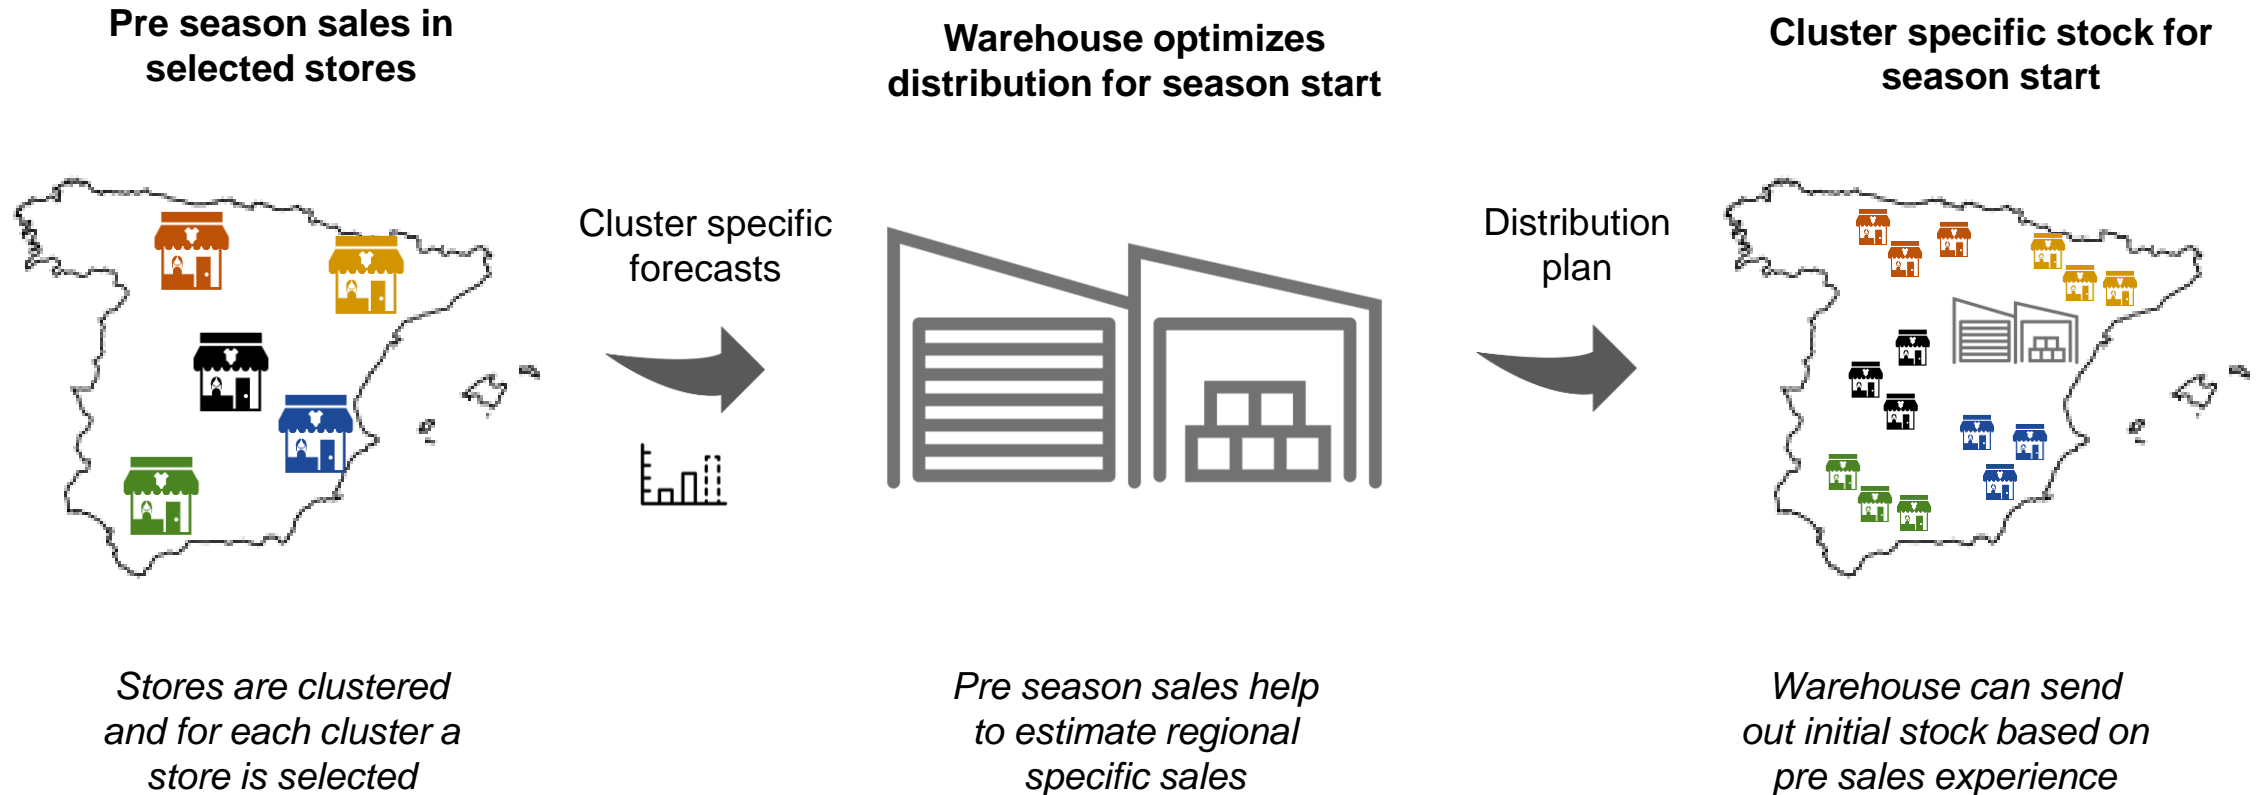 Pre season sales in
selected stores
Warehouse optimizes
distribution for season start
Cluster specific stock for
season start
Cluster specific
forecasts
Distribution
plan
Stores are clustered
and for each cluster a
store is selected
Pre season sales help
to estimate regional
specific sales
Warehouse can send
out initial stock based on
pre sales experience